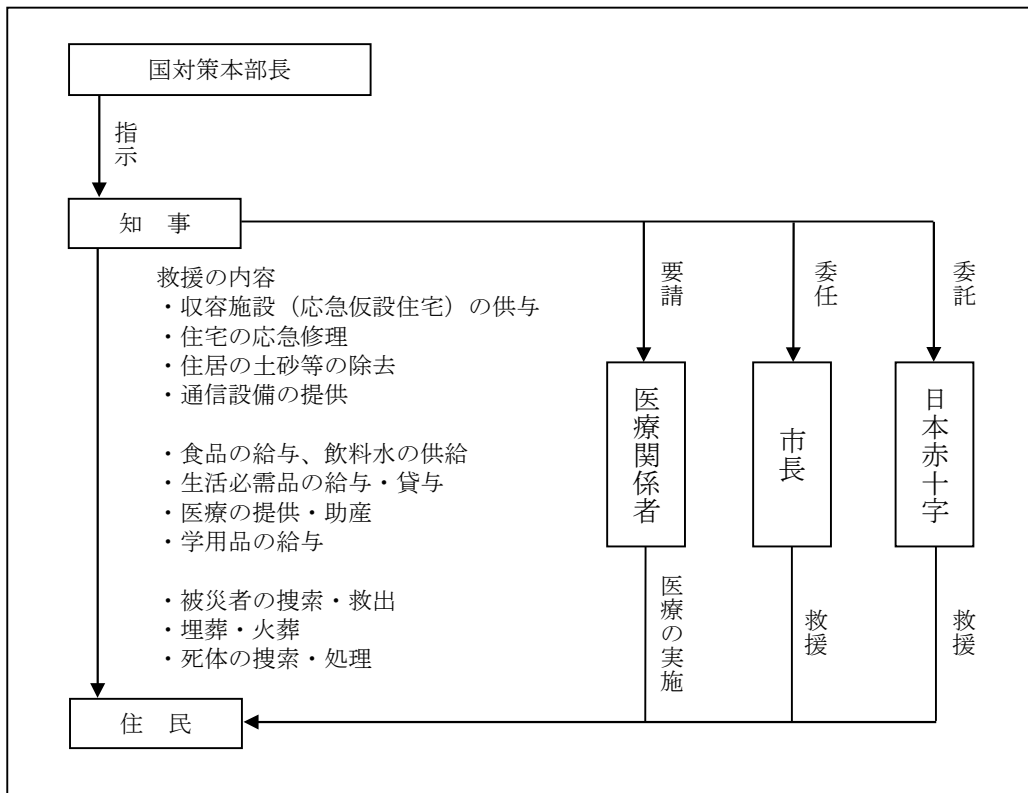 国対策本部長
指示
知　事
救援の内容
・収容施設（応急仮設住宅）の供与
・住宅の応急修理
・住居の土砂等の除去
・通信設備の提供
・食品の給与、飲料水の供給
・生活必需品の給与・貸与
・医療の提供・助産
・学用品の給与
・被災者の捜索・救出
・埋葬・火葬
・死体の捜索・処理
要請
委任
委託
医療関係者
市長
日本赤十字
医療の実施
救援
救援
住　民